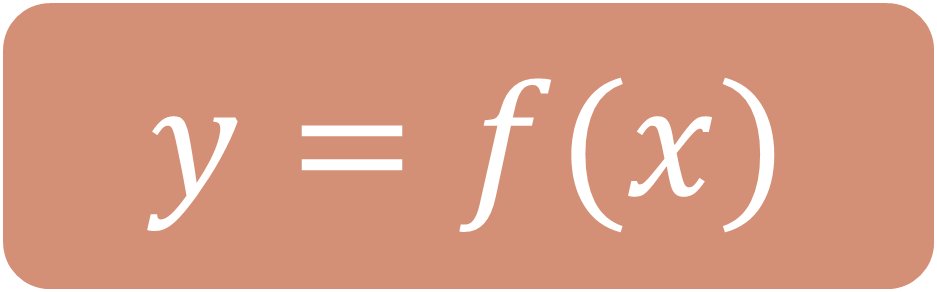 y = f(x)